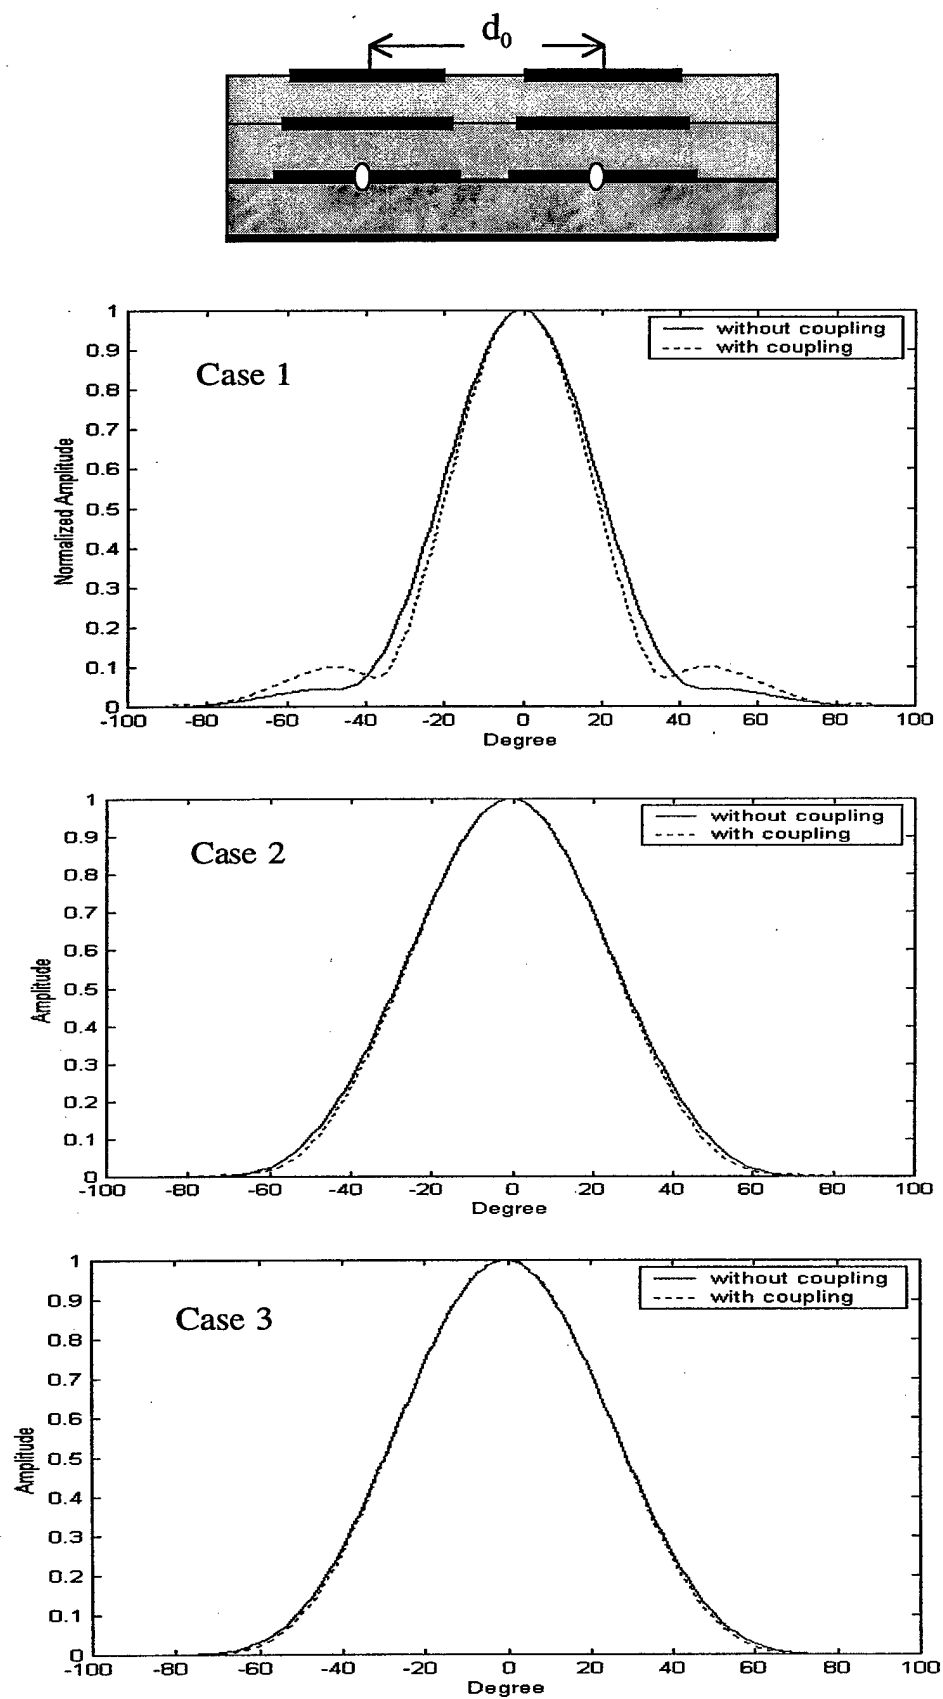 d0
1
0.9
0.8
0.7
0.6
0.5
0.4
0.3
0.2
0.1
0
Normalized Amplitude
Case 1
without coupling
with coupling
-100 -80 -60 -40 -20 0 20 40 60 80 100
Degree
1
0.9
0.8
0.7
0.6
0.5
0.4
0.3
0.2
0.1
0
Amplitude
Case 2
without coupling
with coupling
-100 -80 -60 -40 -20 0 20 40 60 80 100
Degree
1
0.9
0.8
0.7
0.6
0.5
0.4
0.3
0.2
0.1
0
Amplitude
Case 3
without coupling
with coupling
-100 -80 -60 -40 -20 0 20 40 60 80 100
Degree